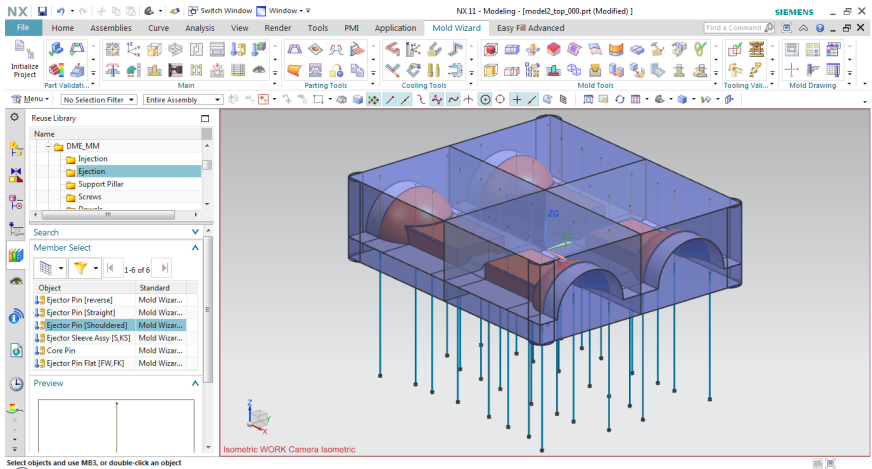 NX
Switch Window
Window
NX 11 - Modeling - [model2_top_000.prt (Modified) ]
SIEMENS
File
Home
Assemblies
Curve
Analysis
View
Render
Tools
PMI
Application
Mold Wizard
Easy Fill Advanced
Find a Command
Initialize
Project
Part Validati...
Main
Parting Tools
Cooling Tools
Mold Tools
Tooling Vali...
Mold Drawing
Menu
No Selection Filter
Entire Assembly
Reuse Library
Name
DME_MM
Injection
Ejection
Support Pillar
Screws
Dowels
Search
Member Select
1-6 of 6
Object
Standard
Ejector Pin [reverse]
Mold Wizar...
Ejector Pin [Straight]
Mold Wizar...
Ejector Pin [Shouldered]
Mold Wizar...
Ejector Sleeve Assy [S,KS]
Mold Wizar...
Core Pin
Mold Wizar...
Ejector Pin Flat [FW,FK]
Mold Wizar...
Preview
ZC
Z
X
Isometric WORK Camera Isometric
Select objects and use MB3, or double-click an object